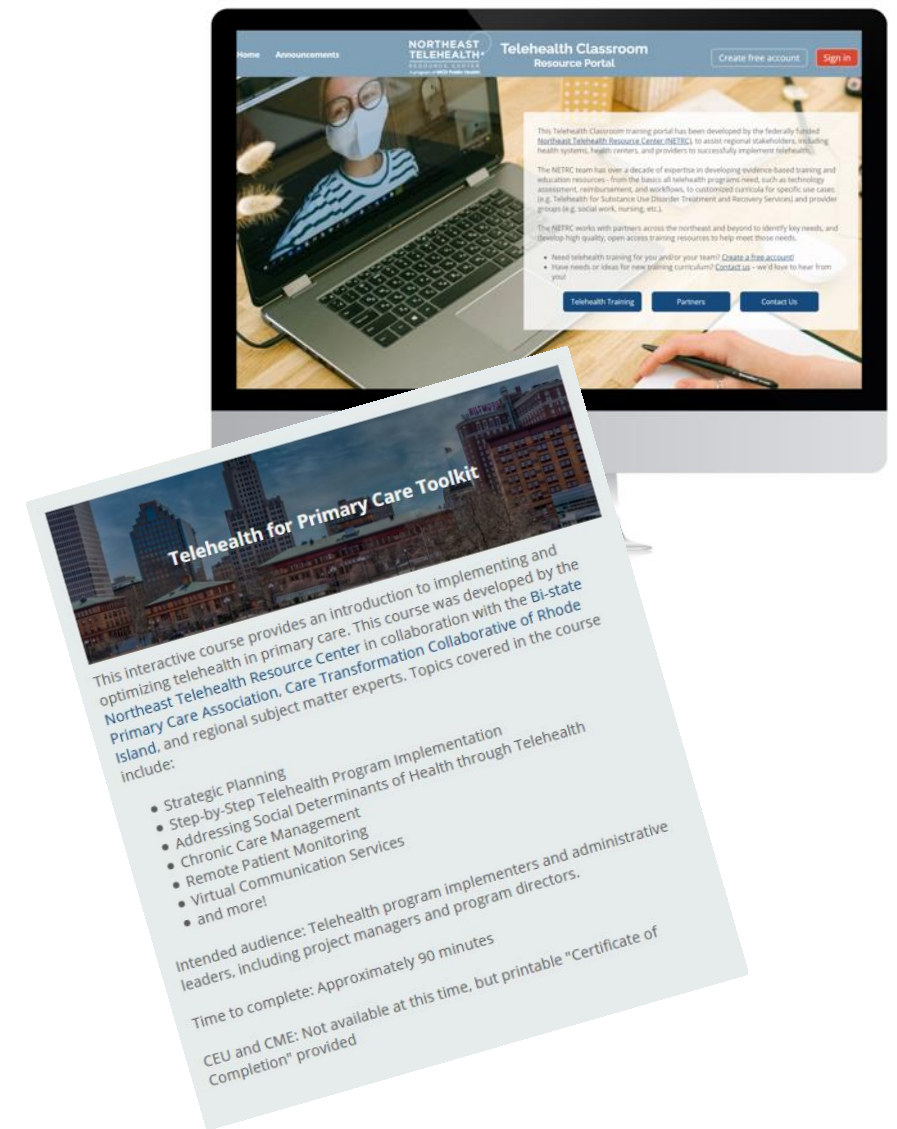 Home Announcements
NORTHEAST
TELEHEALTH
RESOURCE CENTER
A program of MCD Public Health
Telehealth Classroom
Resource Portal
Create free account
Sign in
This Telehealth Classroom training portal has been developed by the federally funded
Northeast Telehealth Resource Center (NETRC), to assist regional stakeholders, including
health systems, health centers, and providers to successfully implement telehealth.
The NETRC team has over a decade of expertise in developing evidence-based training and
education resources - from the basics all telehealth programs need, such as technology
assessment, reimbursement, and workflows, to customized curricula for specific use cases
(e.g. Telehealth for Substance Use Disorder Treatment and Recovery Services) and provider
groups (e.g. social work, nursing, etc.).
The NETRC works with partners across the northeast and beyond to identify key needs, and
develop high quality, open access training resources to help meet those needs.
• Need telehealth training for you and/or your team? Create a free account!
• Have needs or ideas for new training curriculum? Contact us – we'd love to hear from
you!
Telehealth Training
Partners
Contact Us
Telehealth for Primary Care Toolkit
This interactive course provides an introduction to implementing and
optimizing telehealth in primary care. This course was developed by the
Northeast Telehealth Resource Center in collaboration with the Bi-state
Primary Care Association, Care Transformation Collaborative of Rhode
Island, and regional subject matter experts. Topics covered in the course
include:
• Strategic Planning
• Step-by-Step Telehealth Program Implementation
• Addressing Social Determinants of Health through Telehealth
• Chronic Care Management
• Remote Patient Monitoring
• Virtual Communication Services
• and more!
Intended audience: Telehealth program implementers and administrative
leaders, including project managers and program directors.
Time to complete: Approximately 90 minutes
CEU and CME: Not available at this time, but printable "Certificate of
Completion" provided